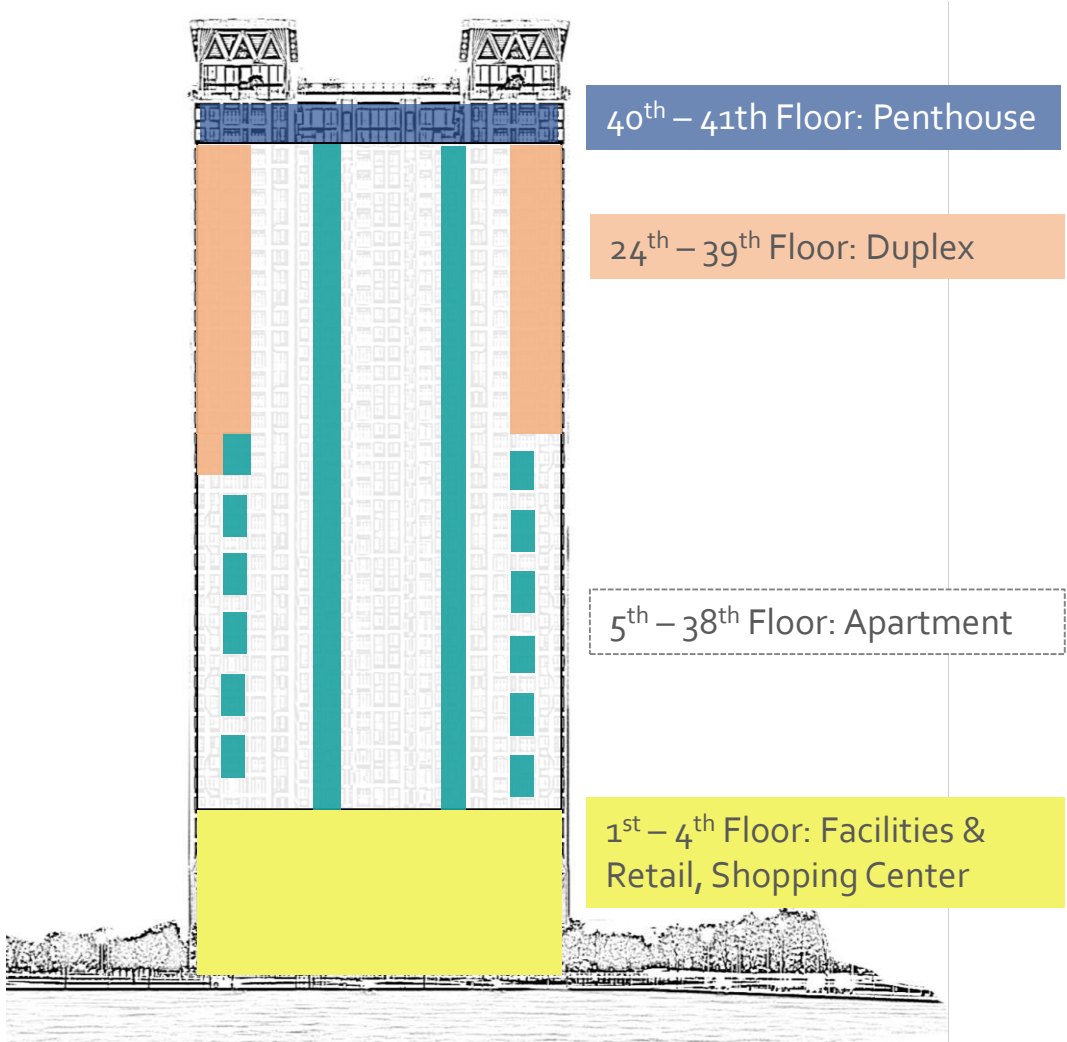 40th – 41th Floor: Penthouse
24th – 39th Floor: Duplex
5th – 38th Floor: Apartment
1st – 4th Floor: Facilities &
Retail, Shopping Center